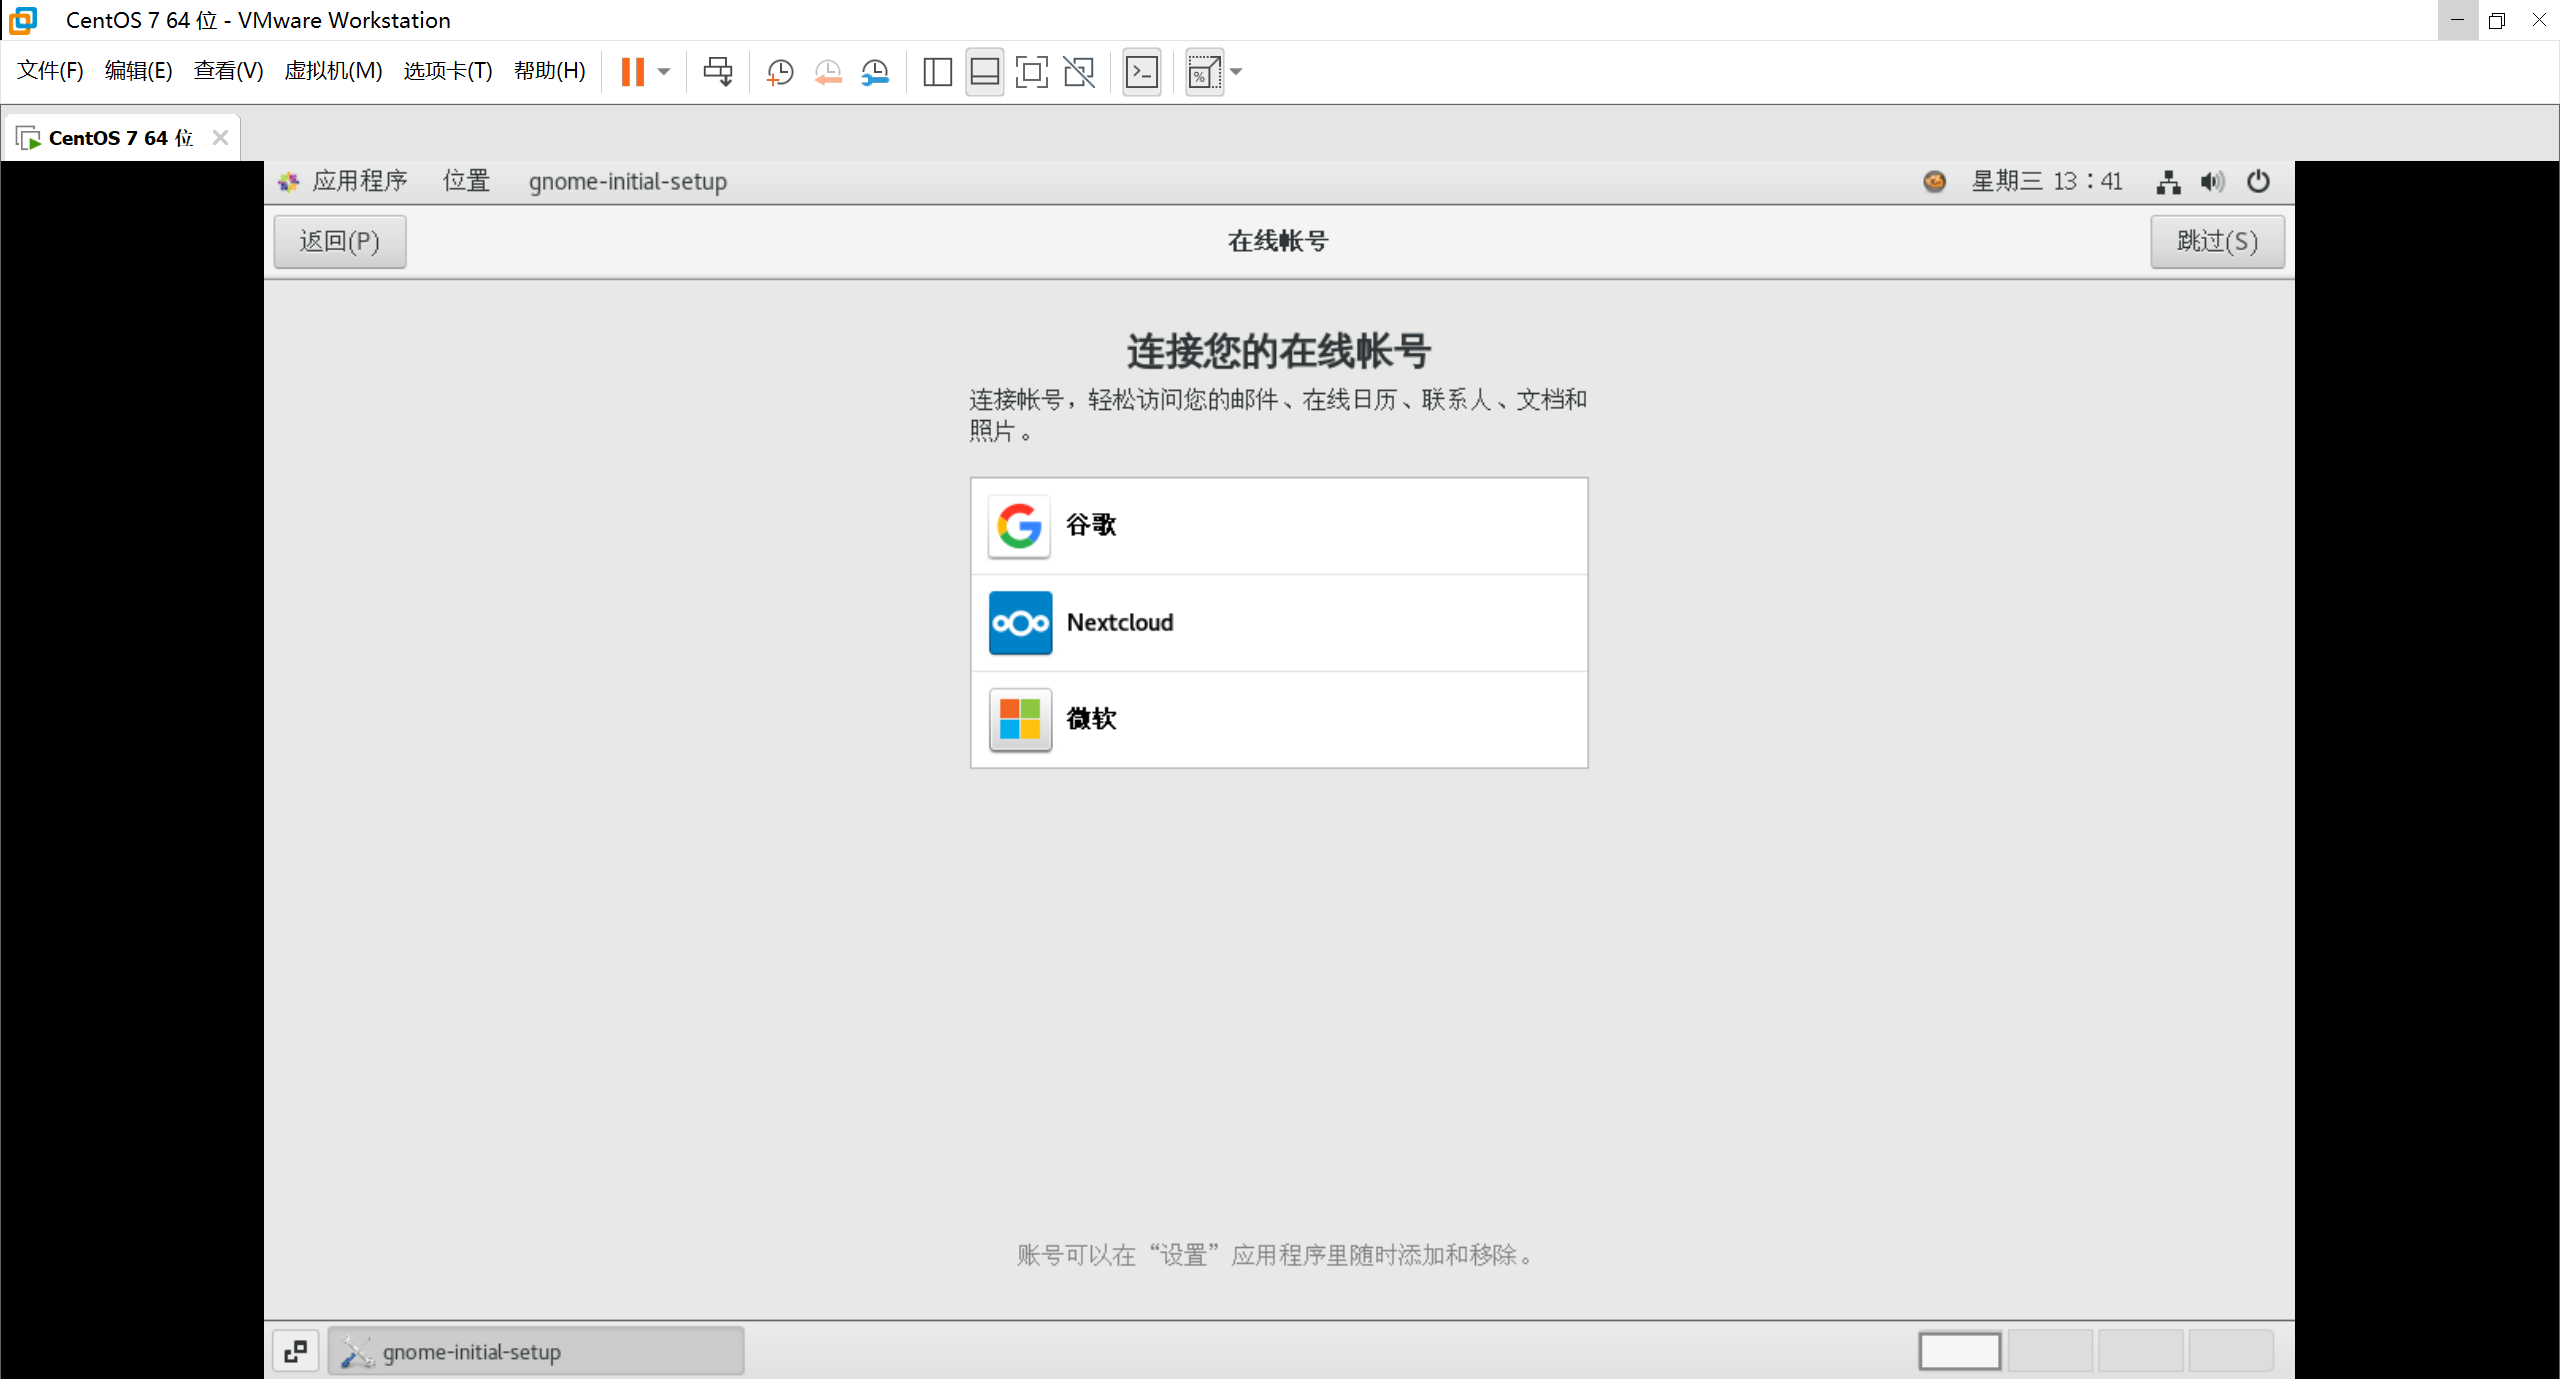 CentOS 7 64 位 - VMware Workstation
文件(F) 编辑(E) 查看(V) 虚拟机(M) 选项卡(T) 帮助(H)
CentOS 7 64 位
应用程序 位置 gnome-initial-setup 星期三 13：41
返回(P) 在线帐号 跳过(S)
连接您的在线帐号
连接帐号，轻松访问您的邮件、在线日历、联系人、文档和
照片。
谷歌
Nextcloud
微软
账号可以在“设置”应用程序里随时添加和移除。
gnome-initial-setup